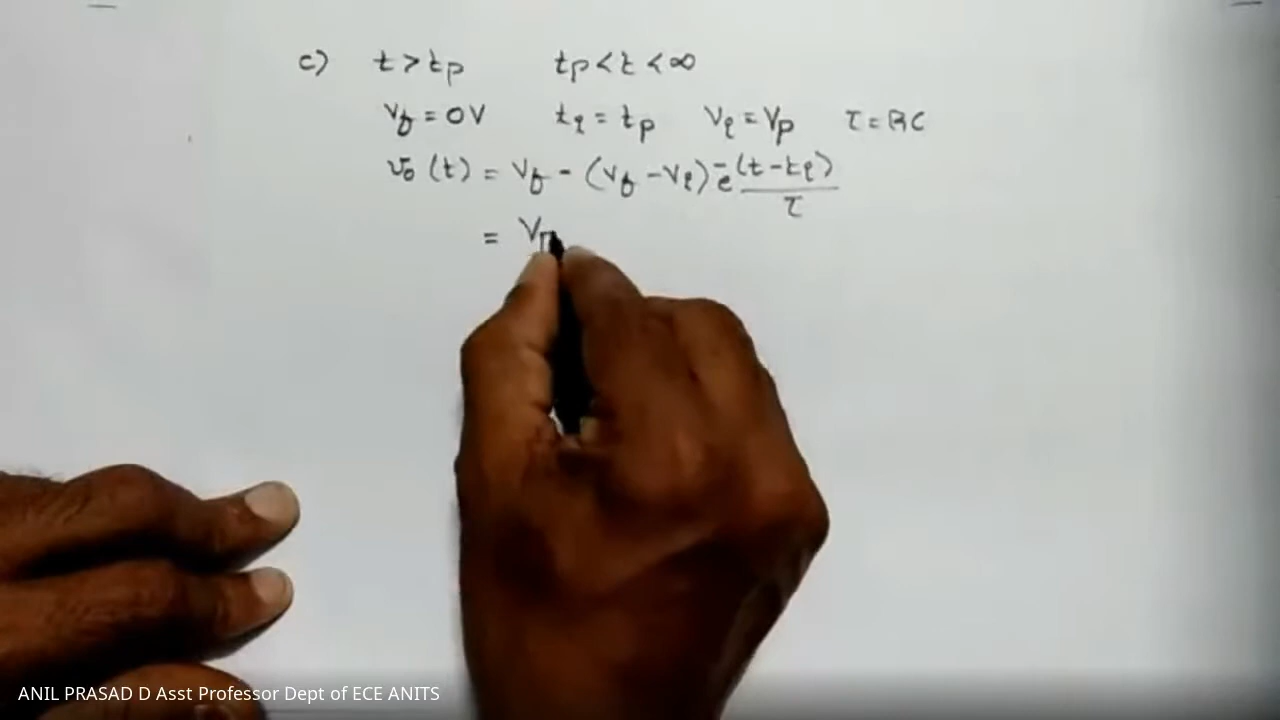 c) t > tp tp < t < ∞
Vf = 0V ti = tp Vi = Vp τ = RC
vo (t) = Vf - (Vf - Vi) e -(t - ti) / τ
= Vp
ANIL PRASAD D Asst Professor Dept of ECE ANITS